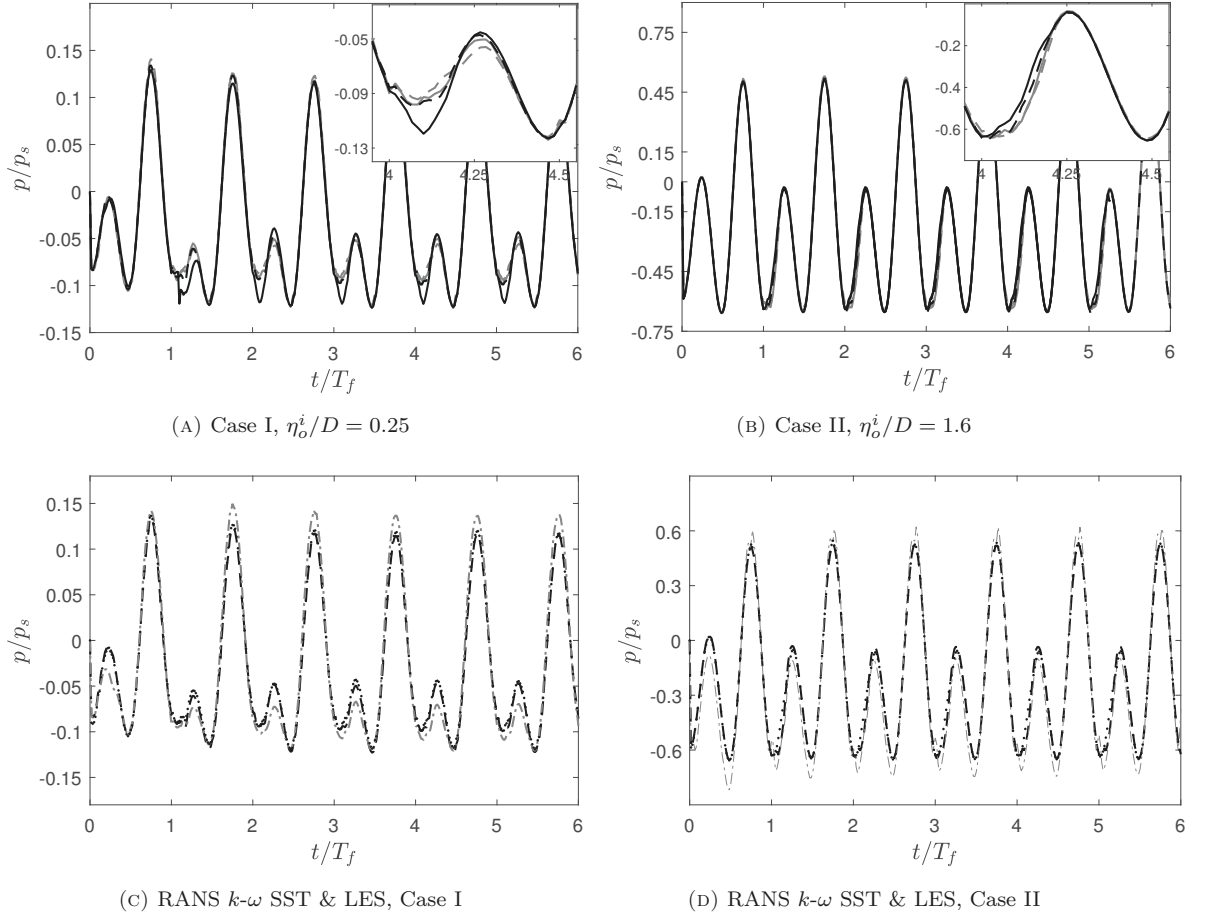 0.15
0.1
0.05
0
-0.05
-0.1
-0.15
p/p_s
0 1 2 3 4 5 6
t/T_f
-0.05
-0.09
-0.13
4 4.25 4.5
(A) Case I, η_o^i/D = 0.25
0.75
0.45
0.15
-0.15
-0.45
-0.75
p/p_s
0 1 2 3 4 5 6
t/T_f
-0.2
-0.4
-0.6
4 4.25 4.5
(B) Case II, η_o^i/D = 1.6
0.15
0.1
0.05
0
-0.05
-0.1
-0.15
p/p_s
0 1 2 3 4 5 6
t/T_f
(C) RANS k-ω SST & LES, Case I
0.6
0.3
0
-0.3
-0.6
p/p_s
0 1 2 3 4 5 6
t/T_f
(D) RANS k-ω SST & LES, Case II